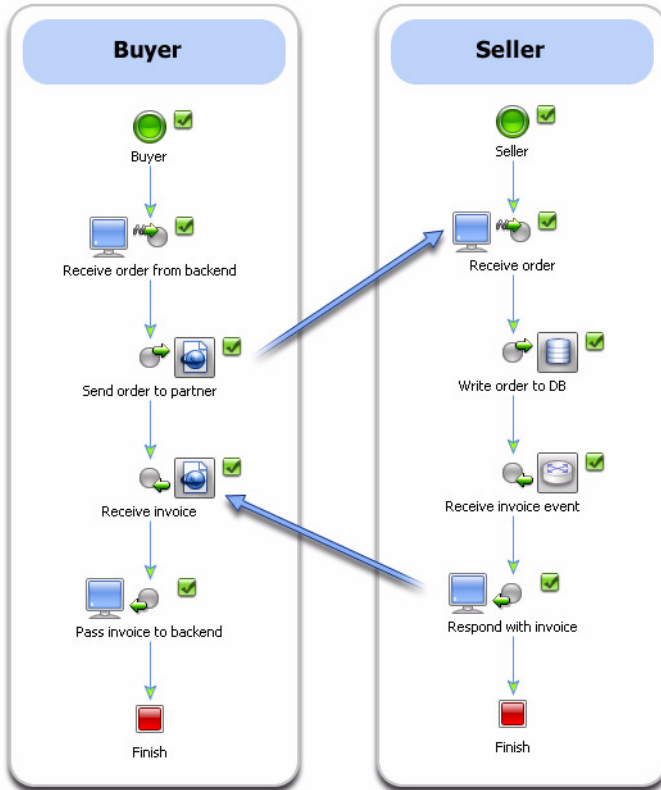 Buyer
Buyer
Receive order from backend
Send order to partner
Receive invoice
Pass invoice to backend
Finish
Seller
Seller
Receive order
Write order to DB
Receive invoice event
Respond with invoice
Finish